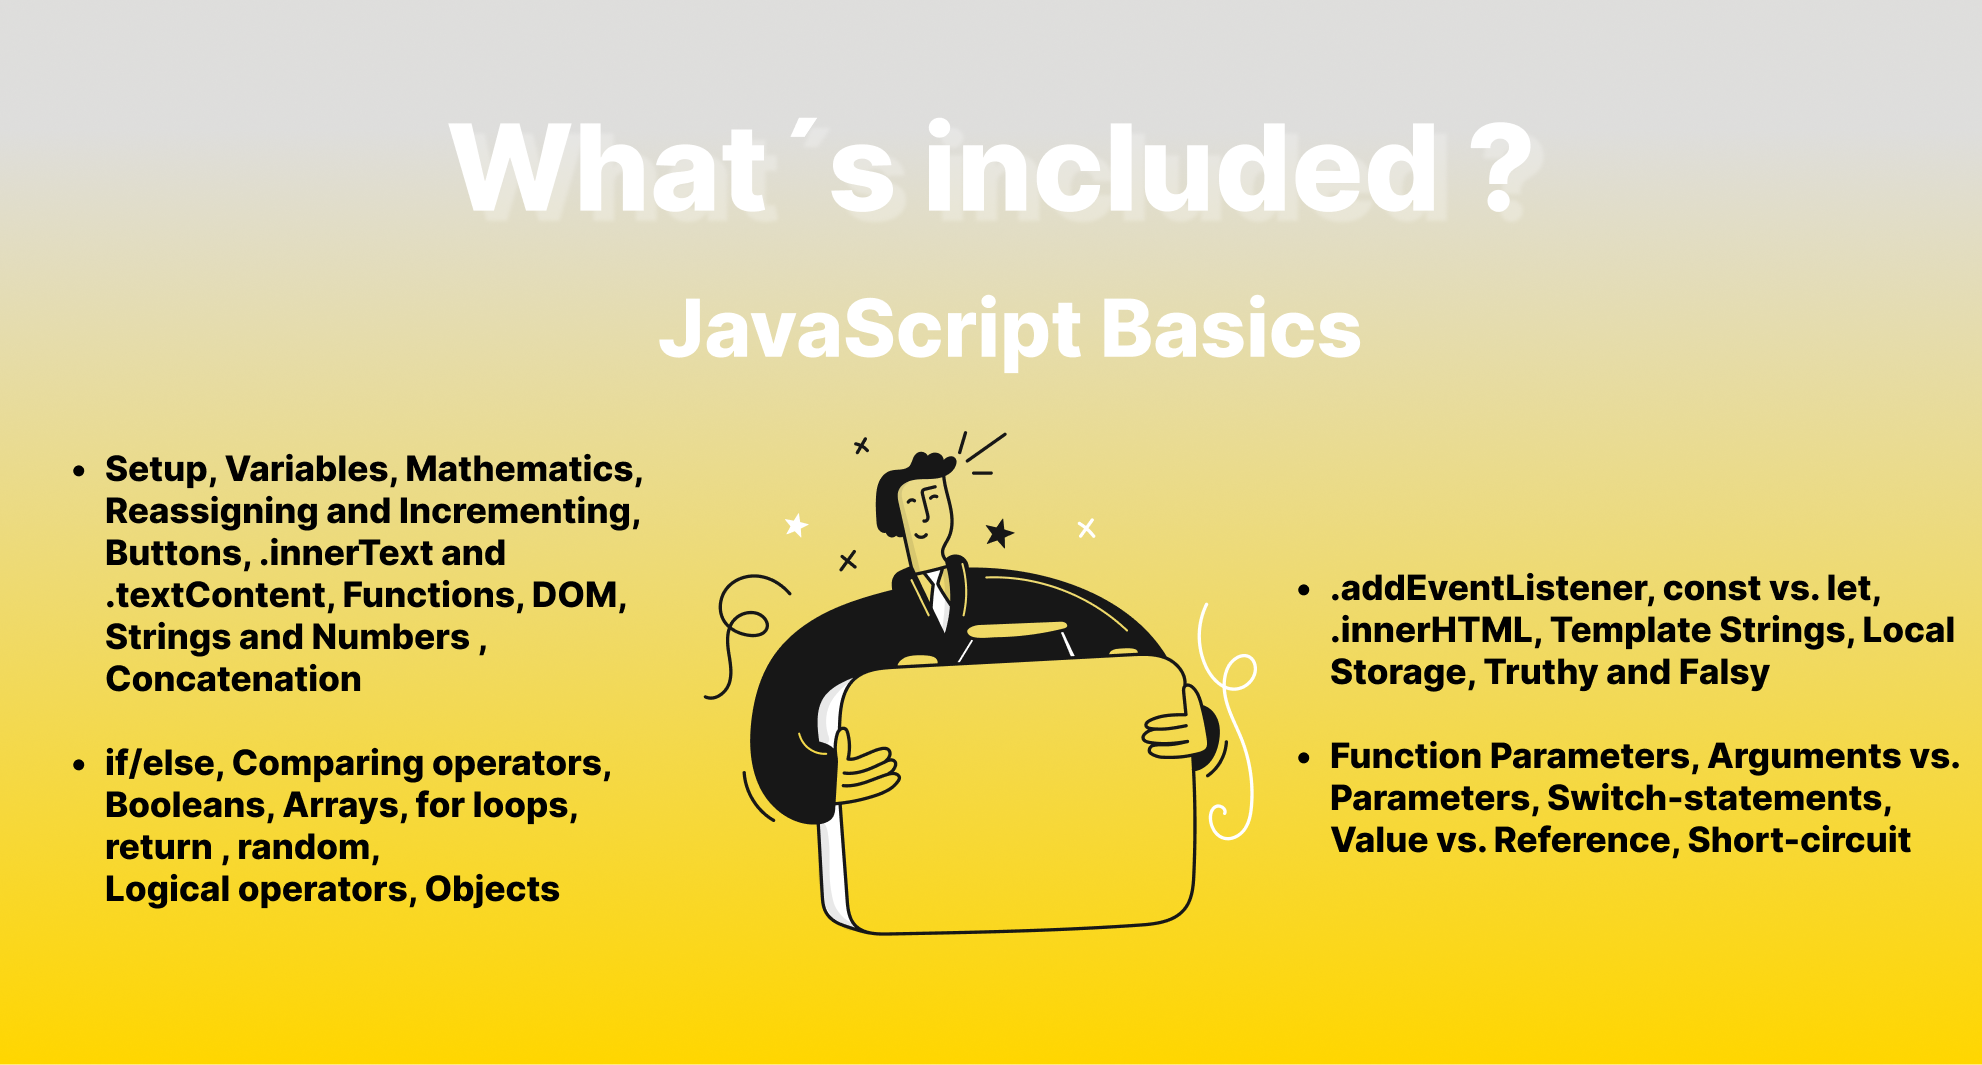 What´s included ?
JavaScript Basics
• Setup, Variables, Mathematics,
Reassigning and Incrementing,
Buttons, .innerText and
.textContent, Functions, DOM,
Strings and Numbers ,
Concatenation
• if/else, Comparing operators,
Booleans, Arrays, for loops,
return , random,
Logical operators, Objects
• .addEventListener, const vs. let,
.innerHTML, Template Strings, Local
Storage, Truthy and Falsy
• Function Parameters, Arguments vs.
Parameters, Switch-statements,
Value vs. Reference, Short-circuit